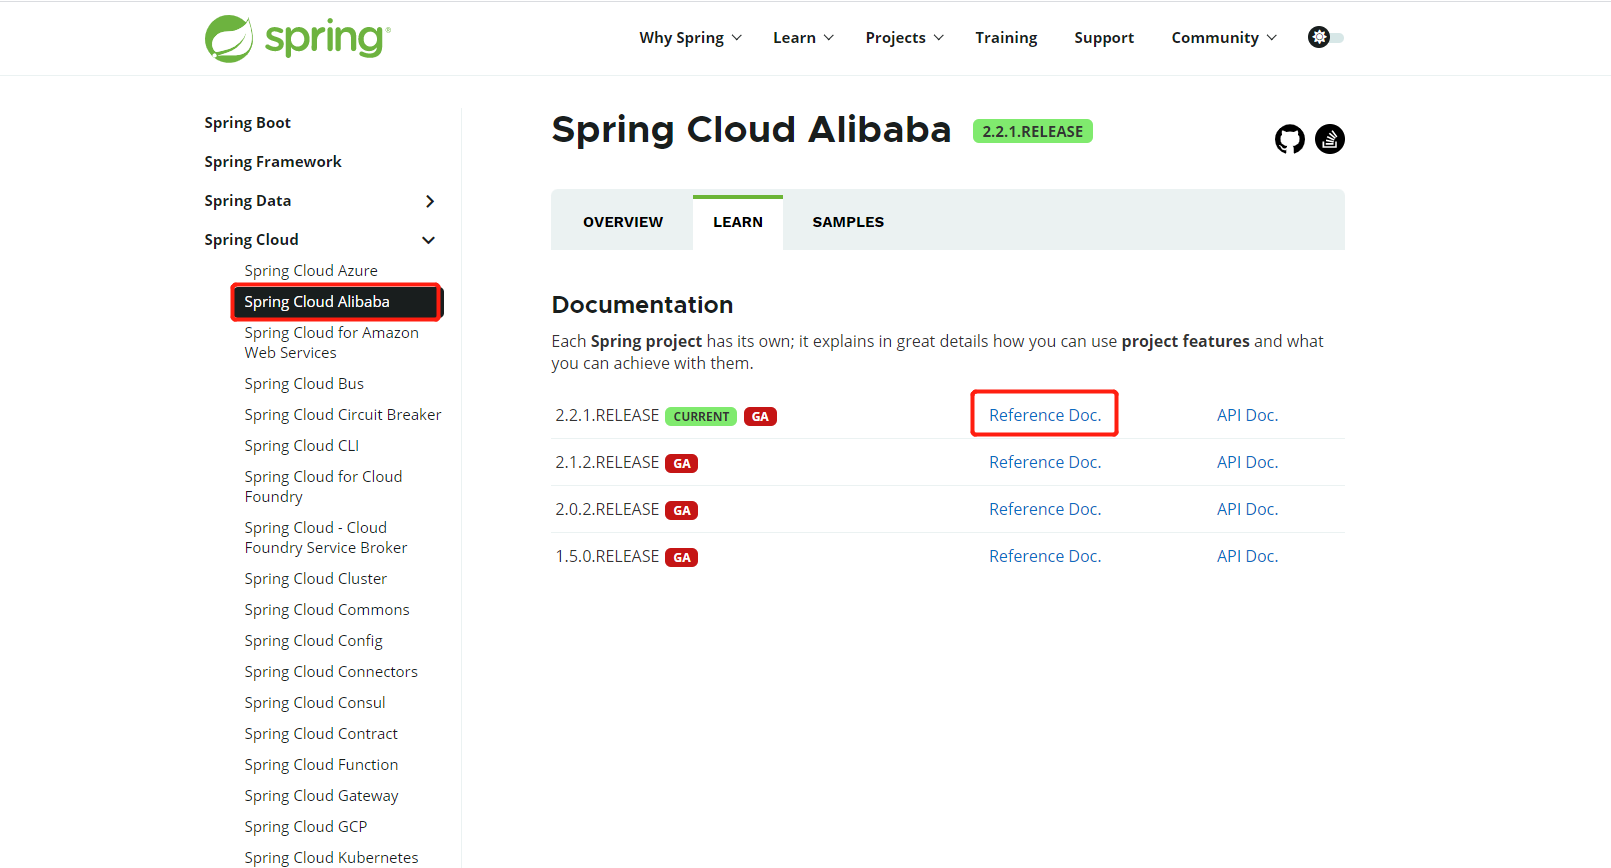 spring
Why Spring
Learn
Projects
Training
Support
Community
Spring Boot
Spring Framework
Spring Data
Spring Cloud
Spring Cloud Azure
Spring Cloud Alibaba
Spring Cloud for Amazon
Web Services
Spring Cloud Bus
Spring Cloud Circuit Breaker
Spring Cloud CLI
Spring Cloud for Cloud
Foundry
Spring Cloud - Cloud
Foundry Service Broker
Spring Cloud Cluster
Spring Cloud Commons
Spring Cloud Config
Spring Cloud Connectors
Spring Cloud Consul
Spring Cloud Contract
Spring Cloud Function
Spring Cloud Gateway
Spring Cloud GCP
Spring Cloud Kubernetes
Spring Cloud Alibaba 2.2.1.RELEASE
OVERVIEW LEARN SAMPLES
Documentation
Each Spring project has its own; it explains in great details how you can use project features and what
you can achieve with them.
2.2.1.RELEASE CURRENT GA Reference Doc. API Doc.
2.1.2.RELEASE GA Reference Doc. API Doc.
2.0.2.RELEASE GA Reference Doc. API Doc.
1.5.0.RELEASE GA Reference Doc. API Doc.